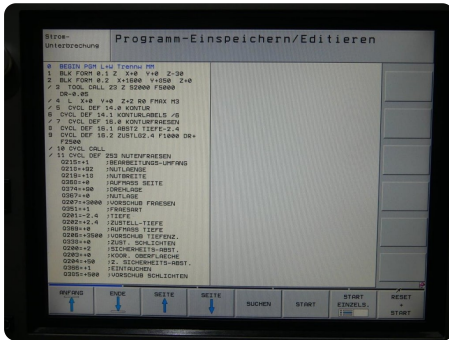 Strom-
Unterbrechung
Programm-Einspeichern/Editieren
0 BEGIN PGM L+W Trennw MM
1 BLK FORM 0.1 Z X+0 Y+0 Z-30
2 BLK FORM 0.2 X+1600 Y+650 Z+0
/ 3 TOOL CALL 23 Z S2000 F5000
DR-0.05
/ 4 L X+0 Y+0 Z+2 R0 FMAX M3
/ 5 CYCL DEF 14.0 KONTUR
6 CYCL DEF 14.1 KONTURLABEL5 /6
/ 7 CYCL DEF 16.0 KONTURFRAESEN
8 CYCL DEF 16.1 ABST2 TIEFE-2.4
9 CYCL DEF 16.2 ZUSTLG2.4 F1000 DR+
F2500
/ 10 CYCL CALL
/ 11 CYCL DEF 253 NUTENFRAESEN
Q215=+1 ;BEARBEITUNGS-UMFANG
Q218=+92 ;NUTLAENGE
Q219=+10 ;NUTBREITE
Q368=+0 ;AUFMASS SEITE
Q374=+90 ;DREHLAGE
Q367=+0 ;NUTLAGE
Q207=+3000 ;VORSCHUB FRAESEN
Q351=+1 ;FRAESART
Q201=-2.4 ;TIEFE
Q202=+2.4 ;ZUSTELL-TIEFE
Q369=+0 ;AUFMASS TIEFE
Q206=+3500 ;VORSCHUB TIEFENZ.
Q338=+0 ;ZUST. SCHLICHTEN
Q200=+2 ;SICHERHEITS-ABST.
Q203=+0 ;KOOR. OBERFLAECHE
Q204=+50 ;2. SICHERHEITS-ABST.
Q366=+1 ;EINTAUCHEN
Q385=+500 ;VORSCHUB SCHLICHTEN
ANFANG
ENDE
SEITE
SEITE
SUCHEN
START
START
EINZELS.
RESET
+
START